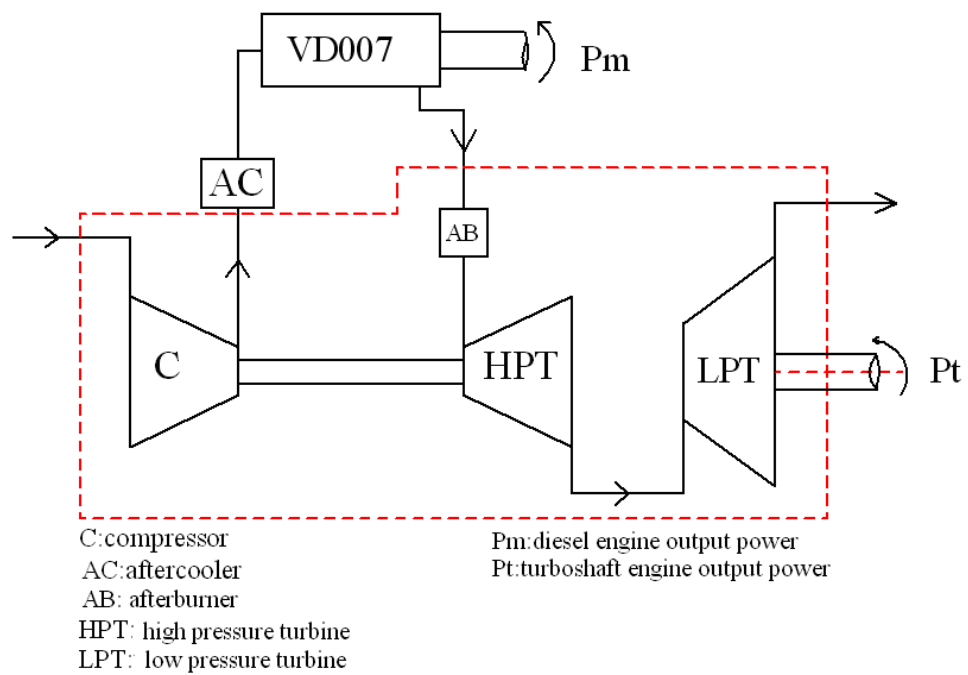 VD007
Pm
AC
AB
C
HPT
LPT
Pt
C:compressor
AC:aftercooler
AB: afterburner
HPT: high pressure turbine
LPT: low pressure turbine
Pm:diesel engine output power
Pt:turboshaft engine output power